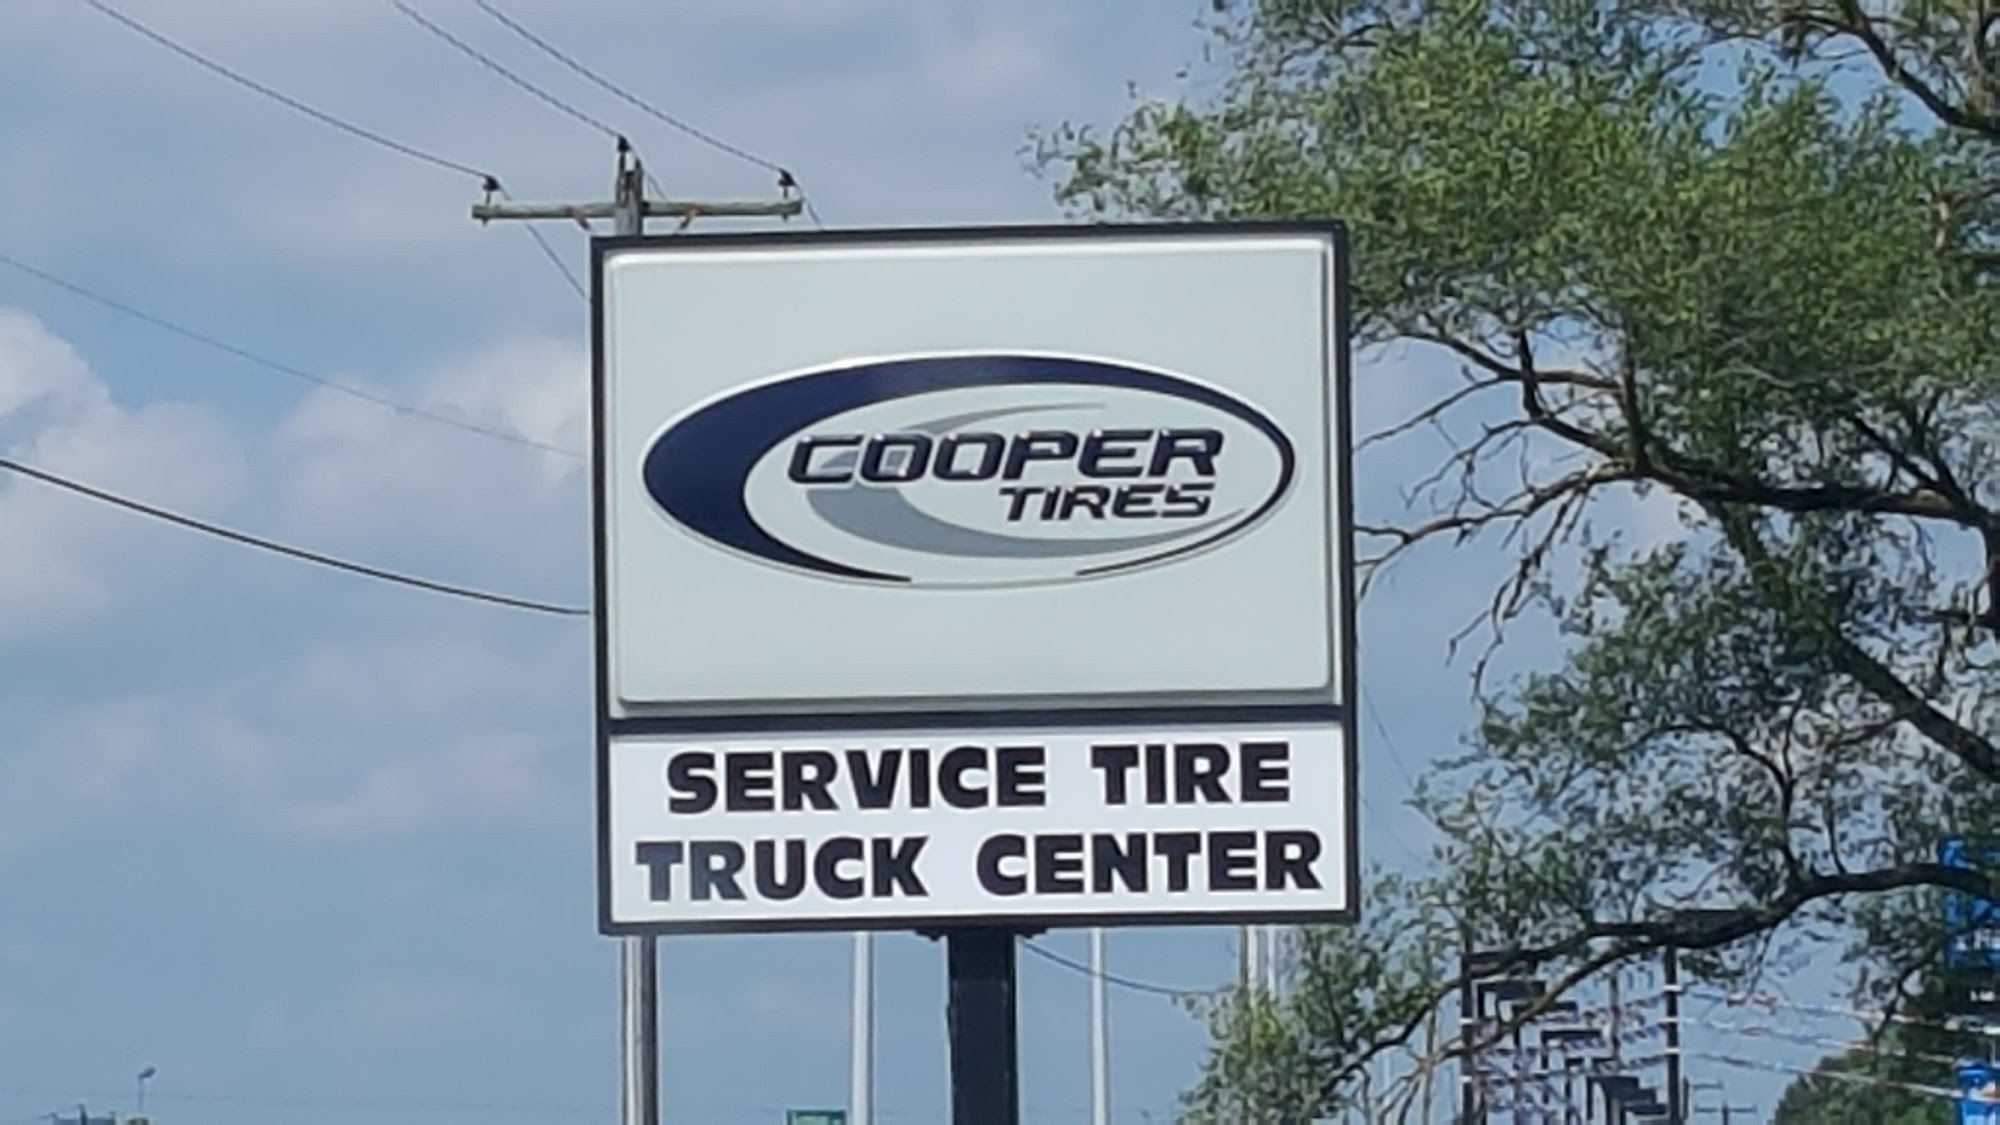 COOPER
TIRES
SERVICE TIRE
TRUCK CENTER